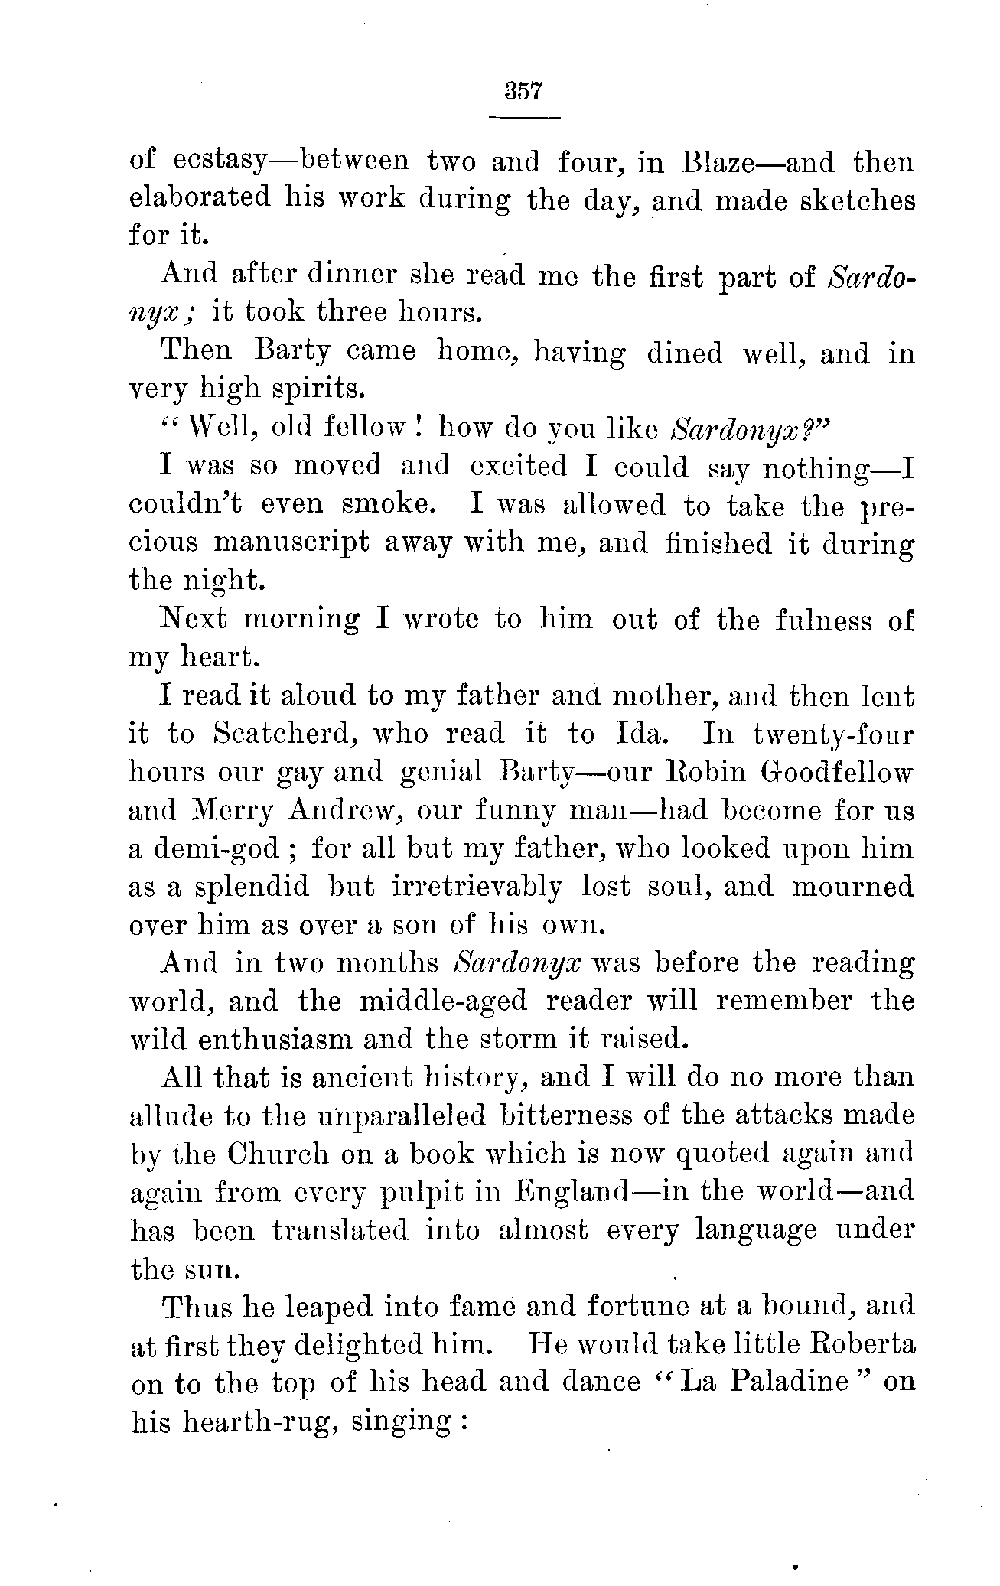 357
of ecstasy—between two and four, in Blaze—and then
elaborated his work during the day, and made sketches
for it.
And after dinner she read me the first part of Sardo-
nyx; it took three hours.
Then Barty came home, having dined well, and in
very high spirits.
“Well, old fellow! how do you like Sardonyx?”
I was so moved and excited I could say nothing—I
couldn’t even smoke. I was allowed to take the pre-
cious manuscript away with me, and finished it during
the night.
Next morning I wrote to him out of the fulness of
my heart.
I read it aloud to my father and mother, and then lent
it to Scatcherd, who read it to Ida. In twenty-four
hours our gay and genial Barty—our Robin Goodfellow
and Merry Andrew, our funny man—had become for us
a demi-god; for all but my father, who looked upon him
as a splendid but irretrievably lost soul, and mourned
over him as over a son of his own.
And in two months Sardonyx was before the reading
world, and the middle-aged reader will remember the
wild enthusiasm and the storm it raised.
All that is ancient history, and I will do no more than
allude to the unparalleled bitterness of the attacks made
by the Church on a book which is now quoted again and
again from every pulpit in England—in the world—and
has been translated into almost every language under
the sun.
Thus he leaped into fame and fortune at a bound, and
at first they delighted him. He would take little Roberta
on to the top of his head and dance “La Paladine” on
his hearth-rug, singing: